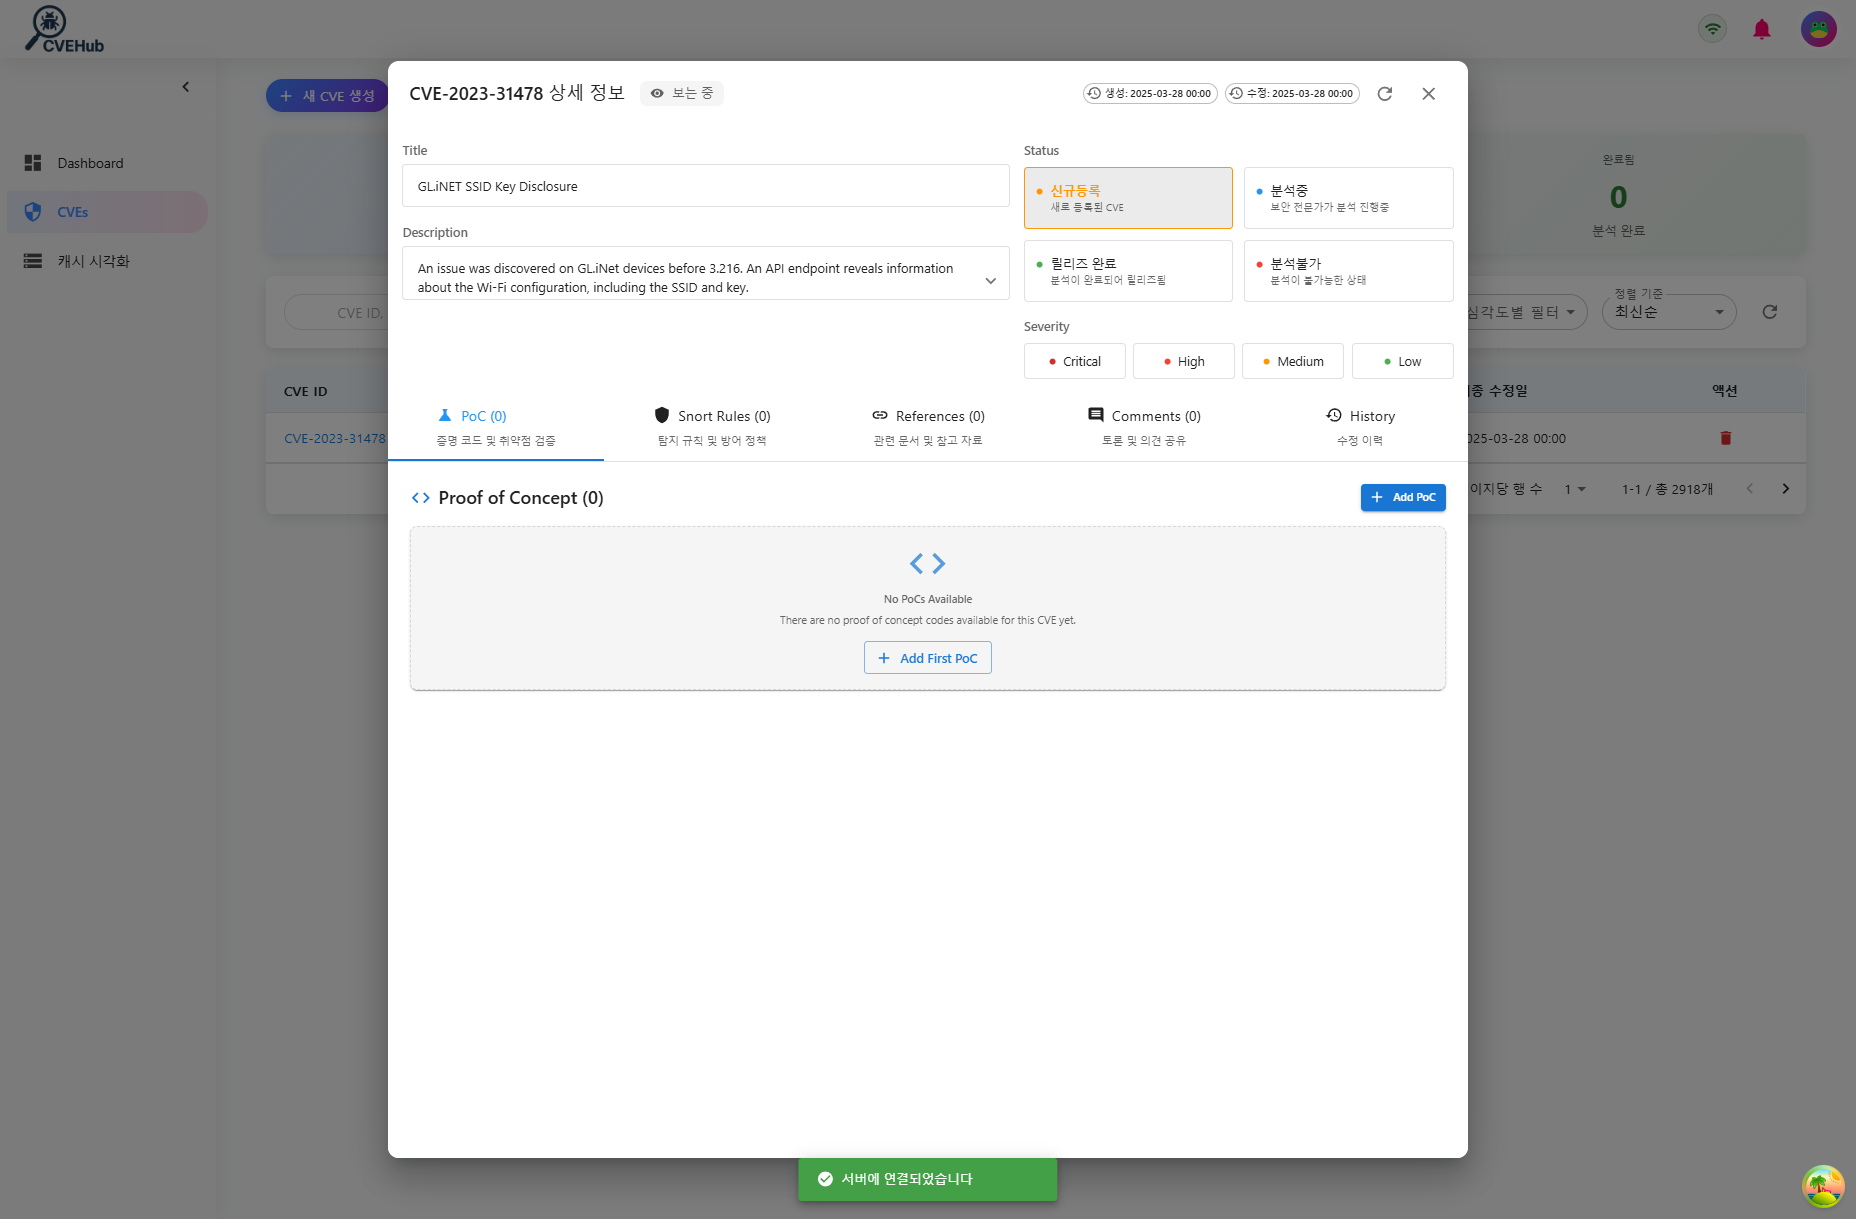 CVEHub
새 CVE 생성
Dashboard
CVEs
캐시 시각화
CVE ID,
CVE ID
CVE-2023-31478
완료됨
0
분석 완료
심각도별 필터
정렬 기준
최신순
종 수정일
액션
025-03-28 00:00
이지당 행 수
1
1-1 / 총 2918개
CVE-2023-31478 상세 정보
보는 중
생성: 2025-03-28 00:00
수정: 2025-03-28 00:00
Title
GL.iNET SSID Key Disclosure
Description
An issue was discovered on GL.iNet devices before 3.216. An API endpoint reveals information
about the Wi-Fi configuration, including the SSID and key.
Status
신규등록
새로 등록된 CVE
분석중
보안 전문가가 분석 진행중
릴리즈 완료
분석이 완료되어 릴리즈됨
분석불가
분석이 불가능한 상태
Severity
Critical
High
Medium
Low
PoC (0)
증명 코드 및 취약점 검증
Snort Rules (0)
탐지 규칙 및 방어 정책
References (0)
관련 문서 및 참고 자료
Comments (0)
토론 및 의견 공유
History
수정 이력
Proof of Concept (0)
Add PoC
No PoCs Available
There are no proof of concept codes available for this CVE yet.
Add First PoC
서버에 연결되었습니다